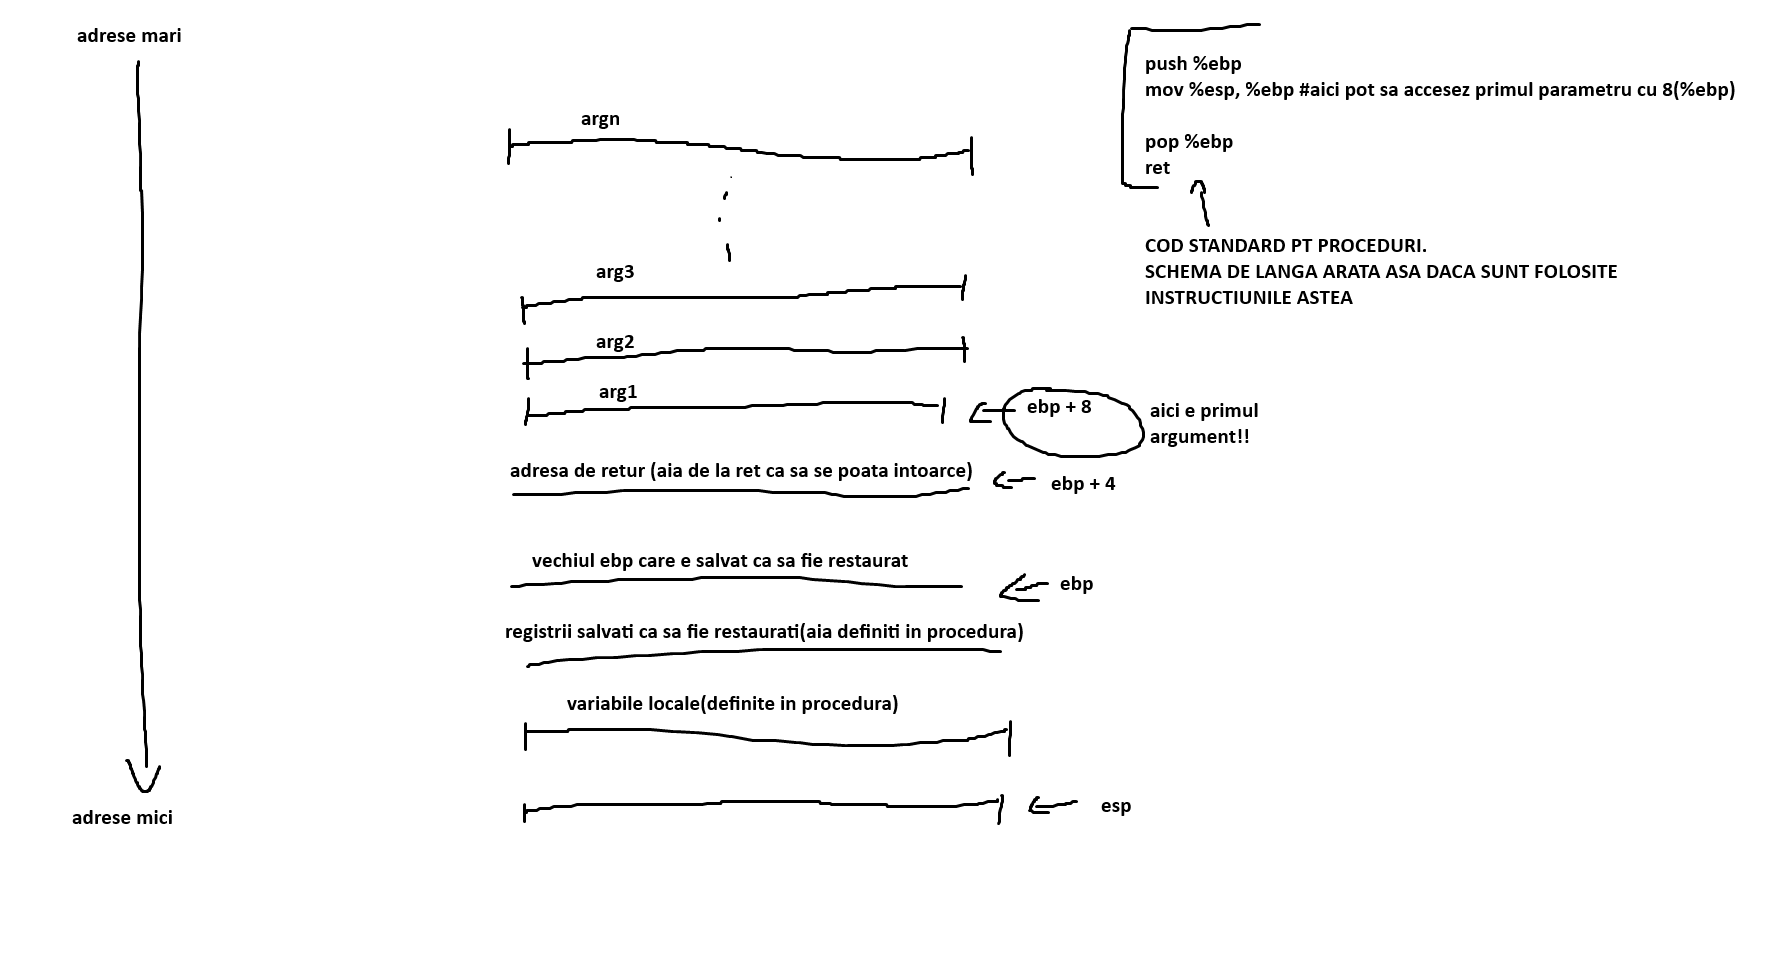 adrese mari
push %ebp
mov %esp, %ebp #aici pot sa accesez primul parametru cu 8(%ebp)
pop %ebp
ret
COD STANDARD PT PROCEDURI.
SCHEMA DE LANGA ARATA ASA DACA SUNT FOLOSITE
INSTRUCTIUNILE ASTEA
argn
arg3
arg2
arg1
ebp + 8
aici e primul
argument!!
adresa de retur (aia de la ret ca sa se poata intoarce)
ebp + 4
vechiul ebp care e salvat ca sa fie restaurat
ebp
registrii salvati ca sa fie restaurati(aia definiti in procedura)
variabile locale(definite in procedura)
esp
adrese mici